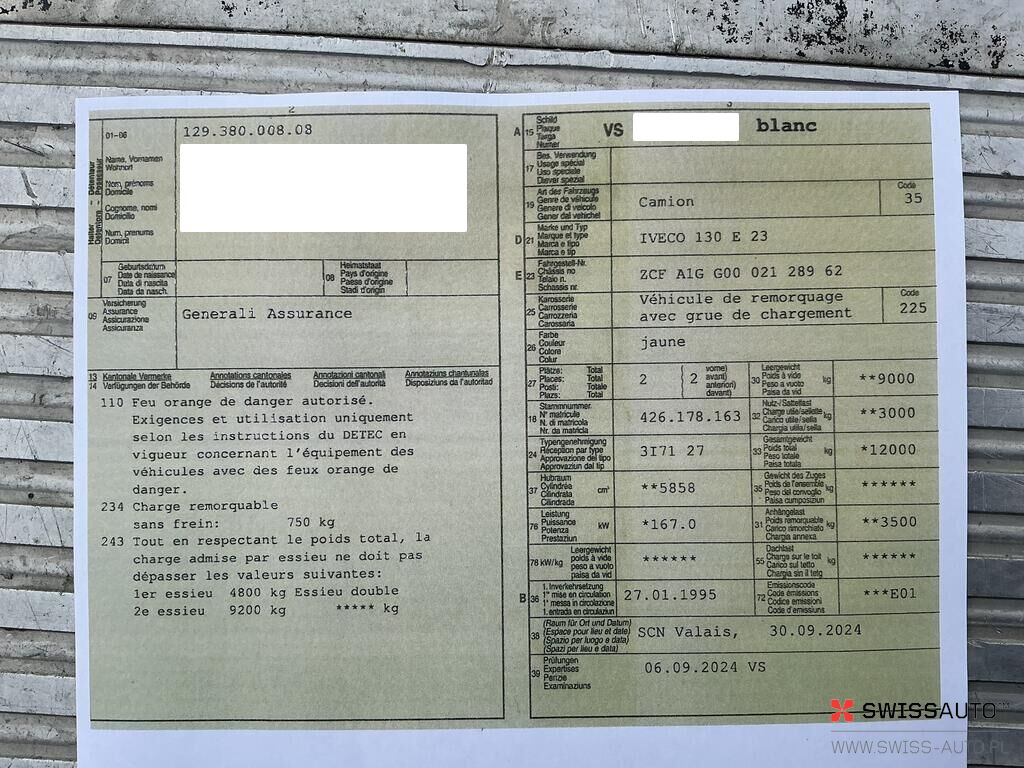 2
01-06
129.380.008.08
Halter
Détenteur
Detentore
Possessur
Name, Vornamen
Wohnort
Nom, prénoms
Domicile
Cognome, nomi
Domicilio
Num, prenums
Domicil
07
Geburtsdatum
Date de naissance
Data di nascita
Data da nasch.
08
Heimatstaat
Pays d'origine
Paese d'origine
Stadi d'origin
09
Versicherung
Assurance
Assicurazione
Assicuranza
Generali Assurance
13
14
Kantonale Vermerke
Verfügungen der Behörde
Annotations cantonales
Décisions de l'autorité
Annotazioni cantonali
Decisioni dell'autorità
Annotaziuns chantunalas
Disposiziuns da l'autoritad
110 Feu orange de danger autorisé.
Exigences et utilisation uniquement
selon les instructions du DETEC en
vigueur concernant l'équipement des
véhicules avec des feux orange de
danger.
234 Charge remorquable
sans frein: 750 kg
243 Tout en respectant le poids total, la
charge admise par essieu ne doit pas
dépasser les valeurs suivantes:
1er essieu 4800 kg Essieu double
2e essieu 9200 kg ***** kg
3
A 15
Schild
Plaque
Targa
Numer
VS blanc
17
Bes. Verwendung
Usage spécial
Uso speciale
Diever spezial
19
Art des Fahrzeugs
Genre de véhicule
Genere di veicolo
Gener dal vehichel
Camion
Code
35
D 21
Marke und Typ
Marque et type
Marca e tipo
Marca e tip
IVECO 130 E 23
E 23
Fahrgestell-Nr.
Châssis no
Telaio n.
Schassis nr.
ZCF A1G G00 021 289 62
25
Karosserie
Carrosserie
Carrozzeria
Carossaria
Véhicule de remorquage
avec grue de chargement
Code
225
26
Farbe
Couleur
Colore
Colur
jaune
27
Plätze: Total
Places: Total
Posti: Totale
Plazs: Total
2 ( 2
vorne)
avant)
anteriori)
davant)
30
Leergewicht
Poids à vide
Peso a vuoto
Paisa da vid
kg
**9000
18
Stammnummer
N° matricule
N. di matricola
Nr. da matricla
426.178.163
32
Nutz-/Sattellast
Charge utile/sellette
Carico utile/sella
Chargia utila/sella
kg
**3000
24
Typengenehmigung
Réception par type
Approvazione del tipo
Approvaziun dal tip
3I71 27
33
Gesamtgewicht
Poids total
Peso totale
Paisa totala
kg
*12000
37
Hubraum
Cylindrée
Cilindrata
Cilindrada
cm³
**5858
35
Gewicht des Zuges
Poids de l'ensemble
Peso del convoglio
Paisa cumposiziun
kg
******
76
Leistung
Puissance
Potenza
Prestaziun
kW
*167.0
31
Anhängelast
Poids remorquable
Carico rimorchiato
Chargia annexa
kg
**3500
78 kW/kg
Leergewicht
poids à vide
peso a vuoto
paisa da vid
******
55
Dachlast
Charge sur le toit
Carico sul tetto
Chargia sin il tetg
kg
******
B 36
1. Inverkehrsetzung
1re mise en circulation
1a messa in circolazione
1. entrada en circulaziun
27.01.1995
72
Emissionscode
Code émissions
Codice emissioni
Code d'emissiuns
***E01
38
(Raum für Ort und Datum)
(Espace pour lieu et date)
(Spazio per luogo e data)
(Spazi per lieu e data)
SCN Valais, 30.09.2024
39
Prüfungen
Expertises
Perizie
Examinaziuns
06.09.2024 VS
SWISSAUTO
WWW.SWISS-AUTO.PL